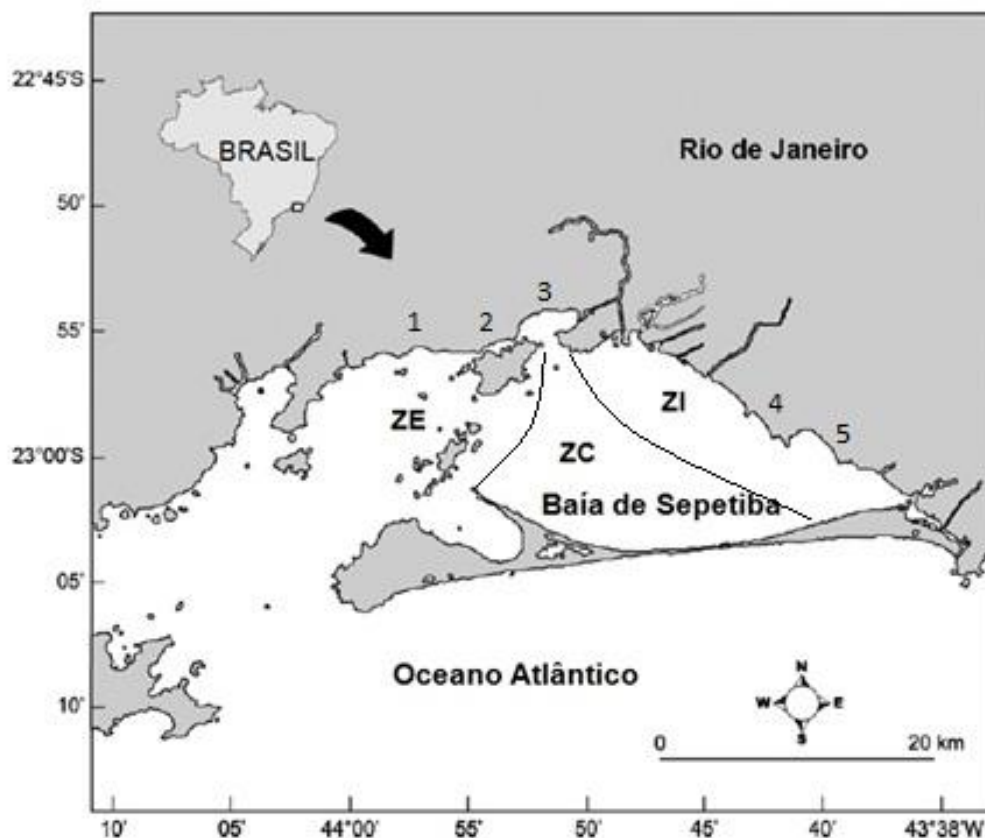 22°45'S
BRASIL
Rio de Janeiro
50'
3
55'
1
2
ZE
ZI
4
23°00'S
ZC
5
Baía de Sepetiba
05'
Oceano Atlântico
N
10'
W
E
S
0
20 km
10'
05'
44°00'
55'
50'
45'
40'
43°38'W